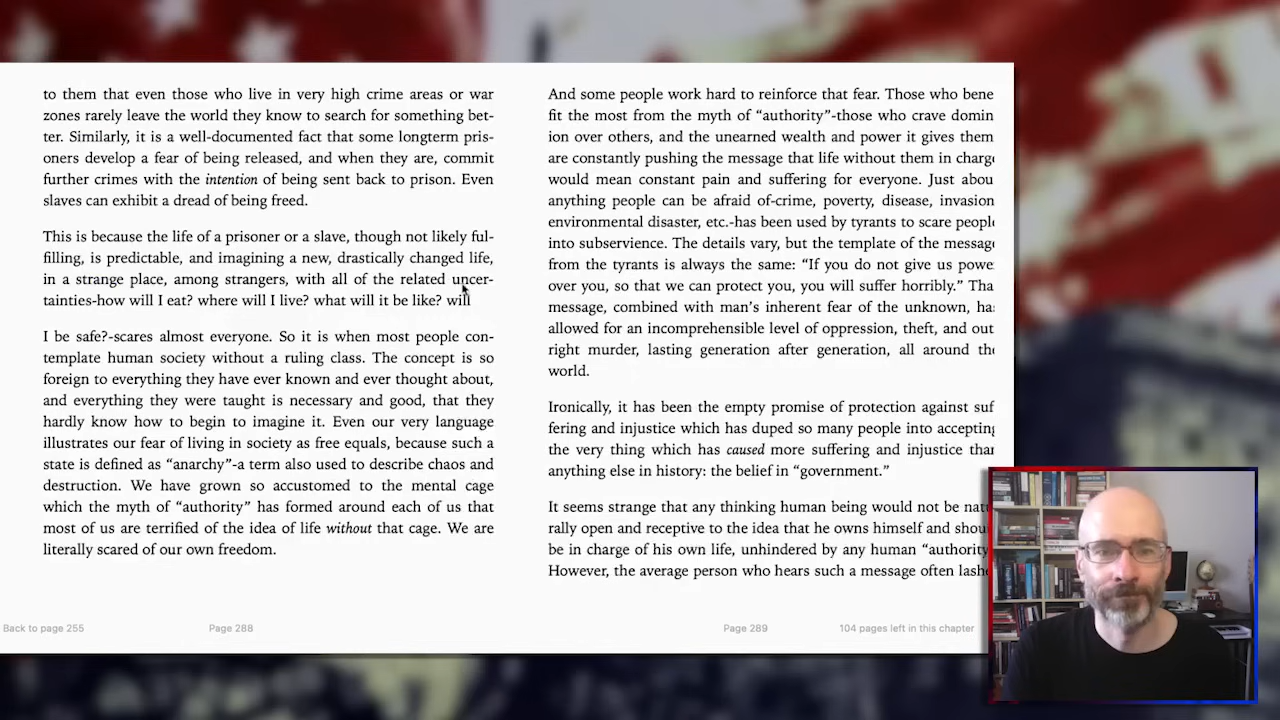 to them that even those who live in very high crime areas or war
zones rarely leave the world they know to search for something bet-
ter. Similarly, it is a well-documented fact that some longterm pris-
oners develop a fear of being released, and when they are, commit
further crimes with the intention of being sent back to prison. Even
slaves can exhibit a dread of being freed.
This is because the life of a prisoner or a slave, though not likely ful-
filling, is predictable, and imagining a new, drastically changed life,
in a strange place, among strangers, with all of the related uncer-
tainties-how will I eat? where will I live? what will it be like? will
I be safe?-scares almost everyone. So it is when most people con-
template human society without a ruling class. The concept is so
foreign to everything they have ever known and ever thought about,
and everything they were taught is necessary and good, that they
hardly know how to begin to imagine it. Even our very language
illustrates our fear of living in society as free equals, because such a
state is defined as “anarchy”-a term also used to describe chaos and
destruction. We have grown so accustomed to the mental cage
which the myth of “authority” has formed around each of us that
most of us are terrified of the idea of life without that cage. We are
literally scared of our own freedom.
Back to page 255
Page 288
And some people work hard to reinforce that fear. Those who bene
fit the most from the myth of “authority”-those who crave domin
ion over others, and the unearned wealth and power it gives them
are constantly pushing the message that life without them in charge
would mean constant pain and suffering for everyone. Just abou
anything people can be afraid of-crime, poverty, disease, invasion
environmental disaster, etc.-has been used by tyrants to scare people
into subservience. The details vary, but the template of the message
from the tyrants is always the same: “If you do not give us powe
over you, so that we can protect you, you will suffer horribly.” Tha
message, combined with man’s inherent fear of the unknown, has
allowed for an incomprehensible level of oppression, theft, and out
right murder, lasting generation after generation, all around the
world.
Ironically, it has been the empty promise of protection against suf
fering and injustice which has duped so many people into accepting
the very thing which has caused more suffering and injustice than
anything else in history: the belief in “government.”
It seems strange that any thinking human being would not be natu
rally open and receptive to the idea that he owns himself and shou
be in charge of his own life, unhindered by any human “authority
However, the average person who hears such a message often lashe
Page 289
104 pages left in this chapter